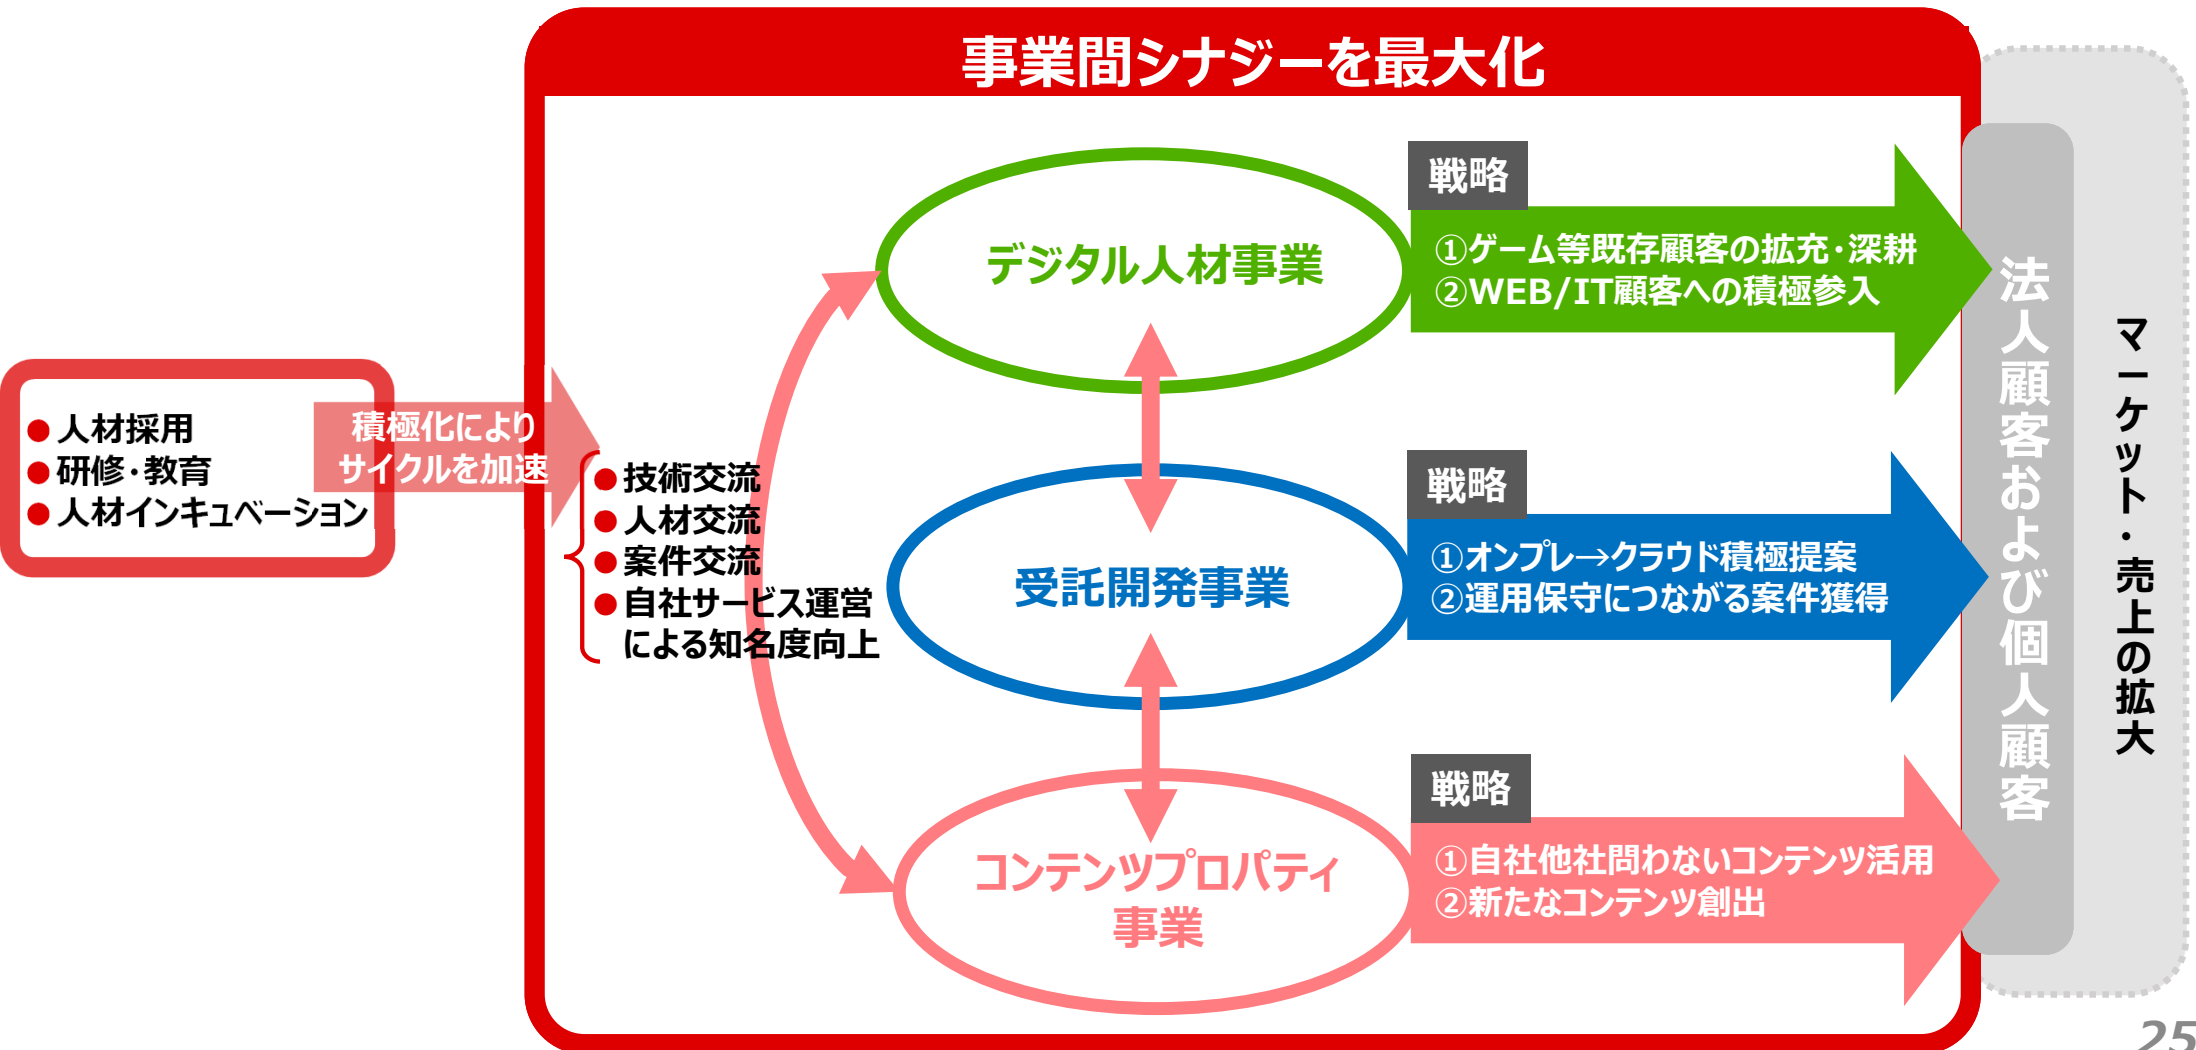 事業間シナジーを最大化
人材採用
研修・教育
人材インキュベーション
積極化により
サイクルを加速
技術交流
人材交流
案件交流
自社サービス運営
による知名度向上
デジタル人材事業
戦略
①ゲーム等既存顧客の拡充・深耕
②WEB/IT顧客への積極参入
受託開発事業
戦略
①オンプレ→クラウド積極提案
②運用保守につながる案件獲得
コンテンツプロパティ
事業
戦略
①自社他社問わないコンテンツ活用
②新たなコンテンツ創出
法人顧客および個人顧客
マーケット・売上の拡大
25